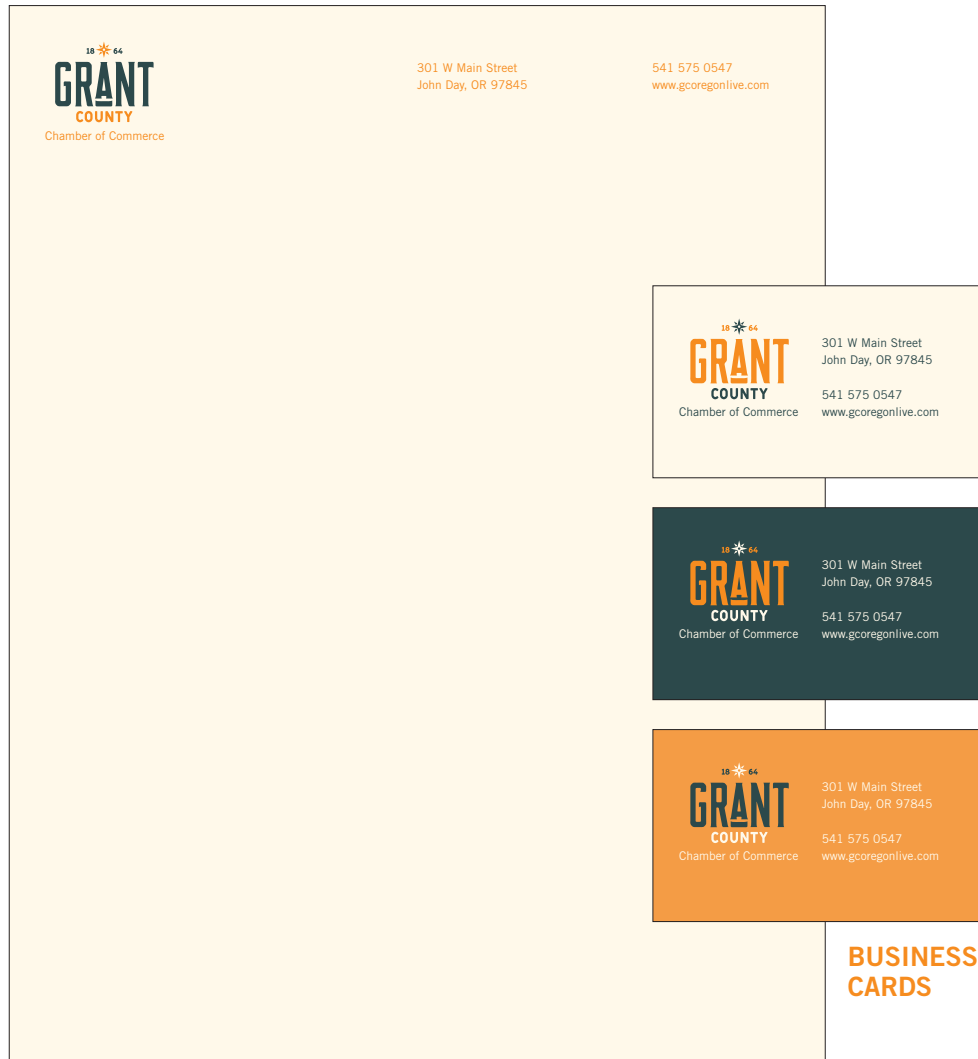 18 64
GRANT
COUNTY
Chamber of Commerce
301 W Main Street
John Day, OR 97845
541 575 0547
www.gcoregonlive.com
18 64
GRANT
COUNTY
Chamber of Commerce
301 W Main Street
John Day, OR 97845
541 575 0547
www.gcoregonlive.com
18 64
GRANT
COUNTY
Chamber of Commerce
301 W Main Street
John Day, OR 97845
541 575 0547
www.gcoregonlive.com
18 64
GRANT
COUNTY
Chamber of Commerce
301 W Main Street
John Day, OR 97845
541 575 0547
www.gcoregonlive.com
BUSINESS
CARDS